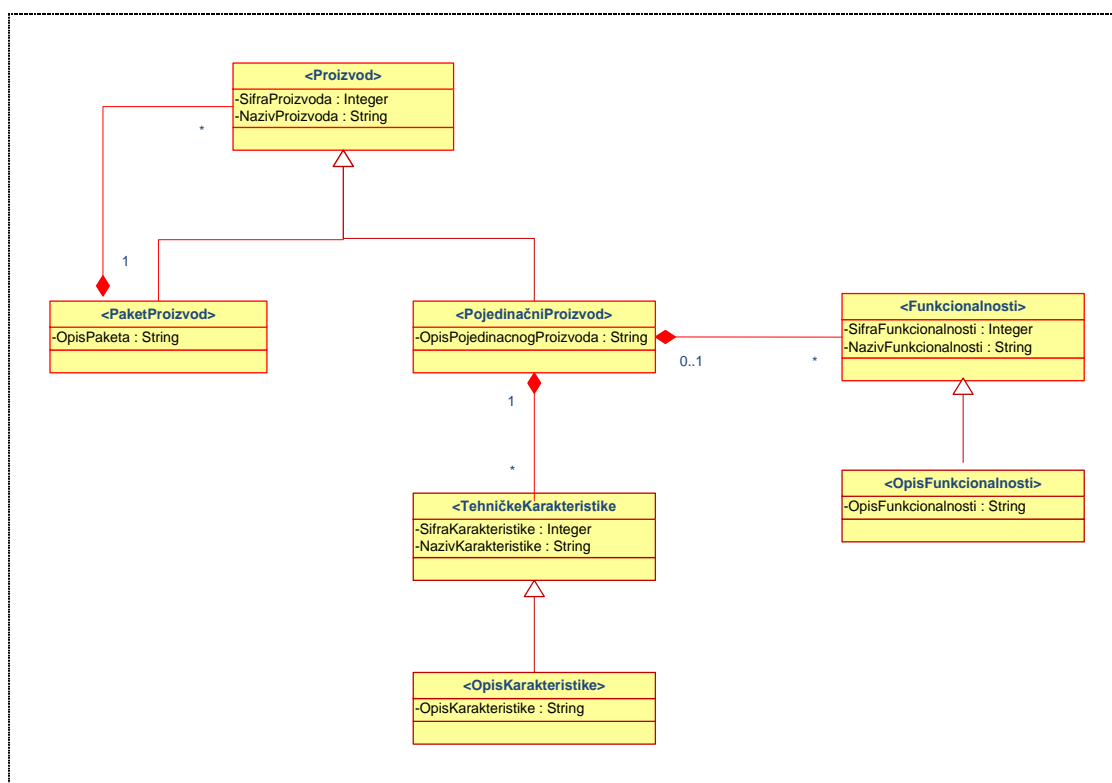 <Proizvod>
-SifraProizvoda : Integer
-NazivProizvoda : String
*
1
<PaketProizvod>
-OpisPaketa : String
<PojedinačniProizvod>
-OpisPojedinacnogProizvoda : String
0..1
*
<Funkcionalnosti>
-SifraFunkcionalnosti : Integer
-NazivFunkcionalnosti : String
1
*
<OpisFunkcionalnosti>
-OpisFunkcionalnosti : String
<TehničkeKarakteristike
-SifraKarakteristike : Integer
-NazivKarakteristike : String
<OpisKarakteristike>
-OpisKarakteristike : String